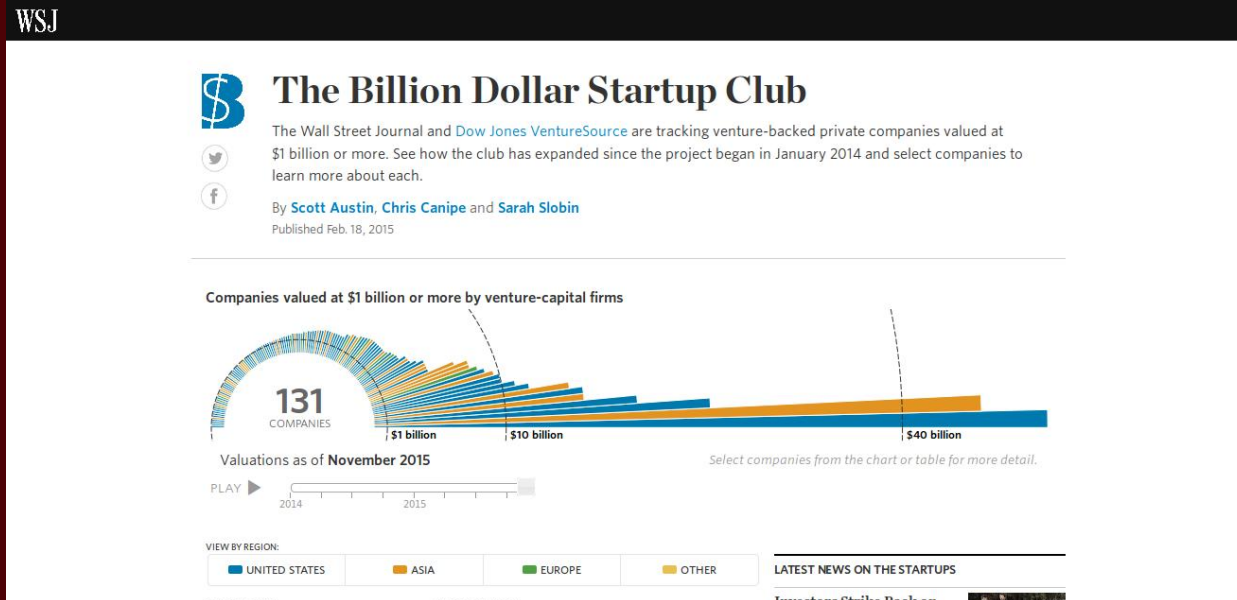 WSJ
The Billion Dollar Startup Club
The Wall Street Journal and Dow Jones VentureSource are tracking venture-backed private companies valued at
$1 billion or more. See how the club has expanded since the project began in January 2014 and select companies to
learn more about each.
By Scott Austin, Chris Canipe and Sarah Slobin
Published Feb. 18, 2015
Companies valued at $1 billion or more by venture-capital firms
131
COMPANIES
$1 billion
$10 billion
$40 billion
Valuations as of November 2015
Select companies from the chart or table for more detail.
PLAY
2014
2015
VIEW BY REGION:
UNITED STATES
ASIA
EUROPE
OTHER
LATEST NEWS ON THE STARTUPS
Investors Strike Back on